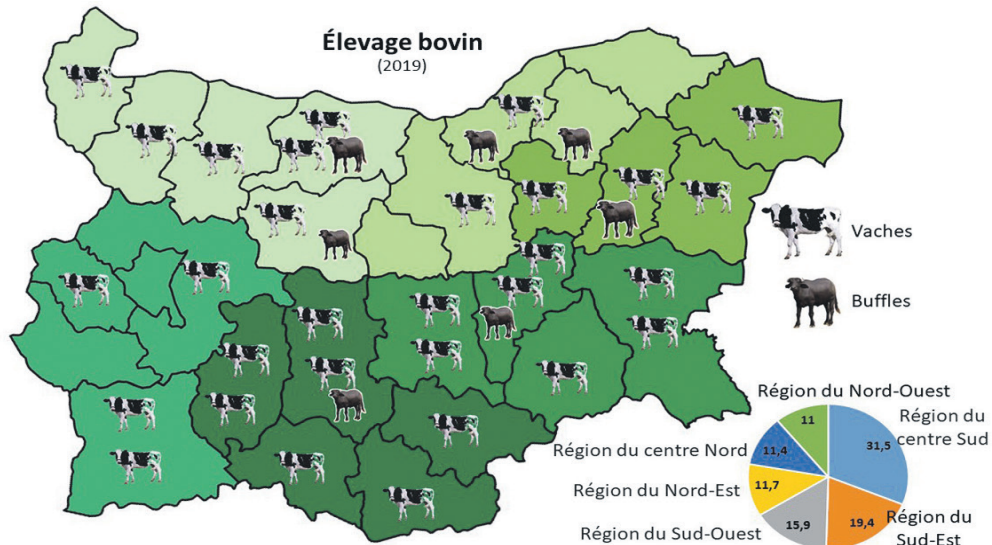 Élevage bovin
(2019)
Vaches
Buffles
Région du Nord-Ouest
11
Région du
centre Sud
31,5
Région du centre Nord
11,4
Région du Nord-Est
11,7
Région du Sud-Ouest
15,9
19,4
Région du
Sud-Est